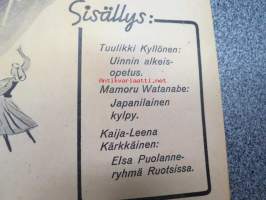 Sisällys:
Tuulikki Kyllönen:
Uinnin alkeis-
opetus.
Mamoru Watanabe:
Japanilainen
kylpy.
Kaija-Leena
Kärkkäinen:
Elsa Puolanne-
ryhmä Ruotsissa.